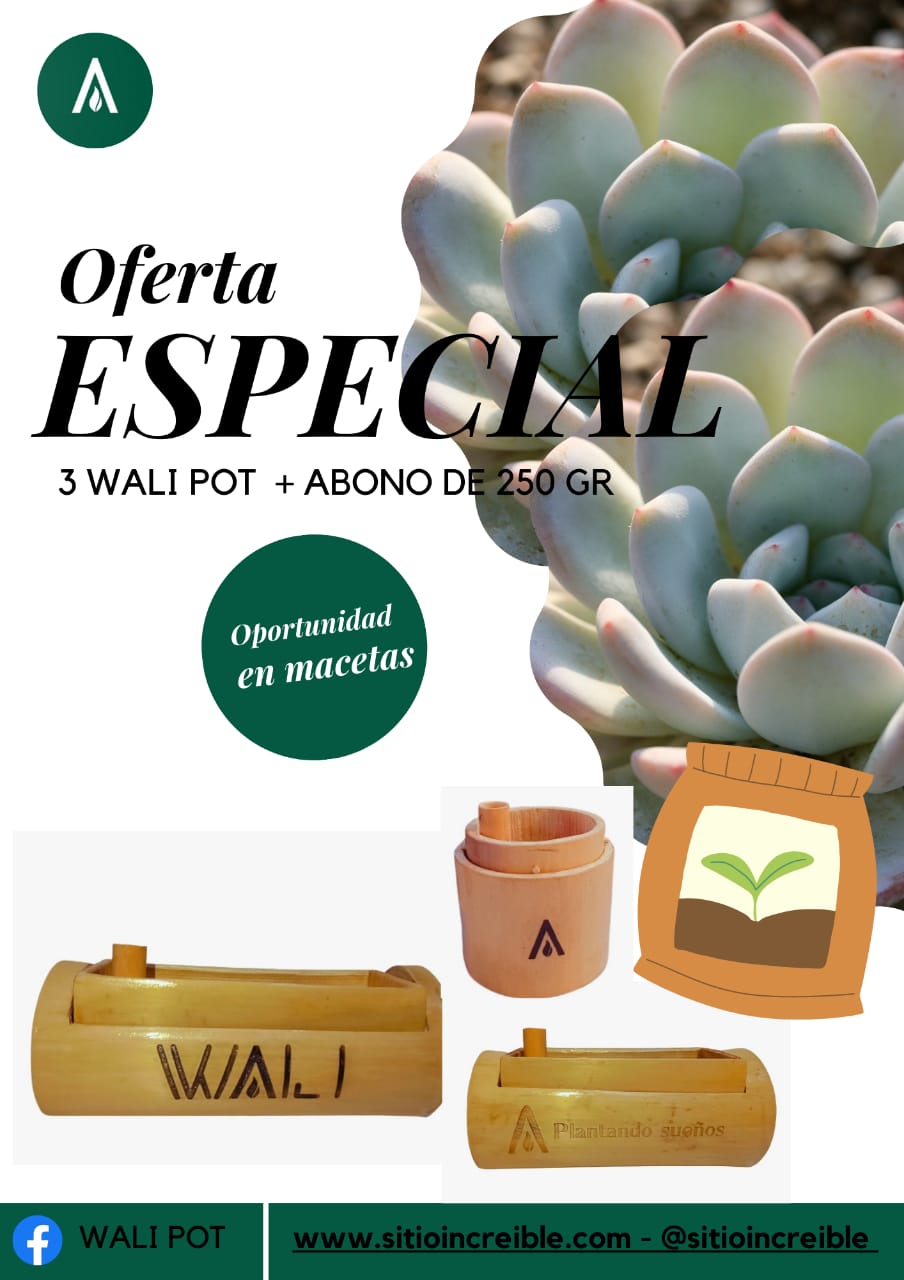 Oferta
ESPECIAL
3 WALI POT + ABONO DE 250 GR
Oportunidad
en macetas
WALI
Plantando sueños
WALI POT
www.sitioincreible.com - @sitioincreible